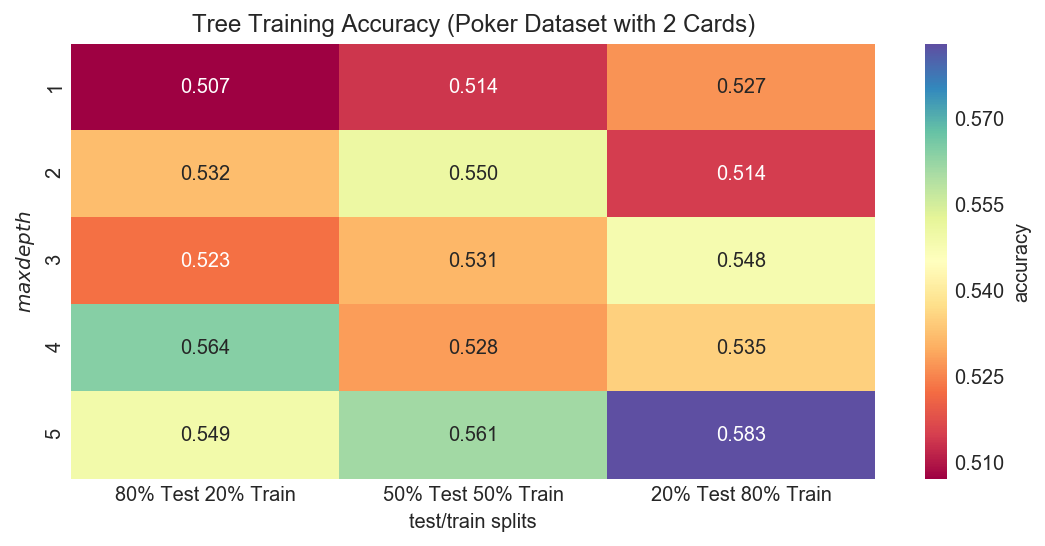 Tree Training Accuracy (Poker Dataset with 2 Cards)
1 0.507 0.514 0.527
2 0.532 0.550 0.514
3 0.523 0.531 0.548
4 0.564 0.528 0.535
5 0.549 0.561 0.583
maxdepth
80% Test 20% Train 50% Test 50% Train 20% Test 80% Train
test/train splits
0.570
0.555
0.540
0.525
0.510
accuracy